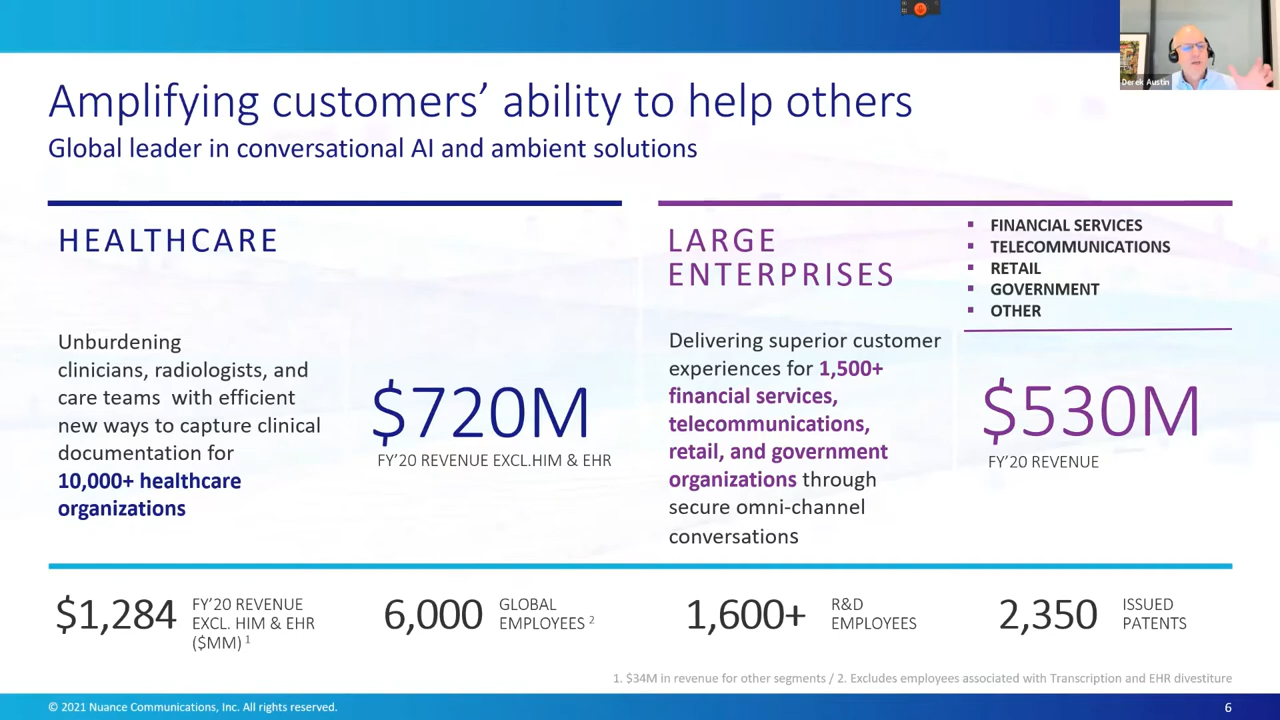 Derek Austin
Amplifying customers’ ability to help others
Global leader in conversational AI and ambient solutions
HEALTHCARE
Unburdening
clinicians, radiologists, and
care teams with efficient
new ways to capture clinical
documentation for
10,000+ healthcare
organizations
$720M
FY’20 REVENUE EXCL.HIM & EHR
LARGE
ENTERPRISES
▪ FINANCIAL SERVICES
▪ TELECOMMUNICATIONS
▪ RETAIL
▪ GOVERNMENT
▪ OTHER
Delivering superior customer
experiences for 1,500+
financial services,
telecommunications,
retail, and government
organizations through
secure omni-channel
conversations
$530M
FY’20 REVENUE
$1,284
FY’20 REVENUE
EXCL. HIM & EHR
($MM) 1
6,000
GLOBAL
EMPLOYEES 2
1,600+
R&D
EMPLOYEES
2,350
ISSUED
PATENTS
1. $34M in revenue for other segments / 2. Excludes employees associated with Transcription and EHR divestiture
© 2021 Nuance Communications, Inc. All rights reserved.
6